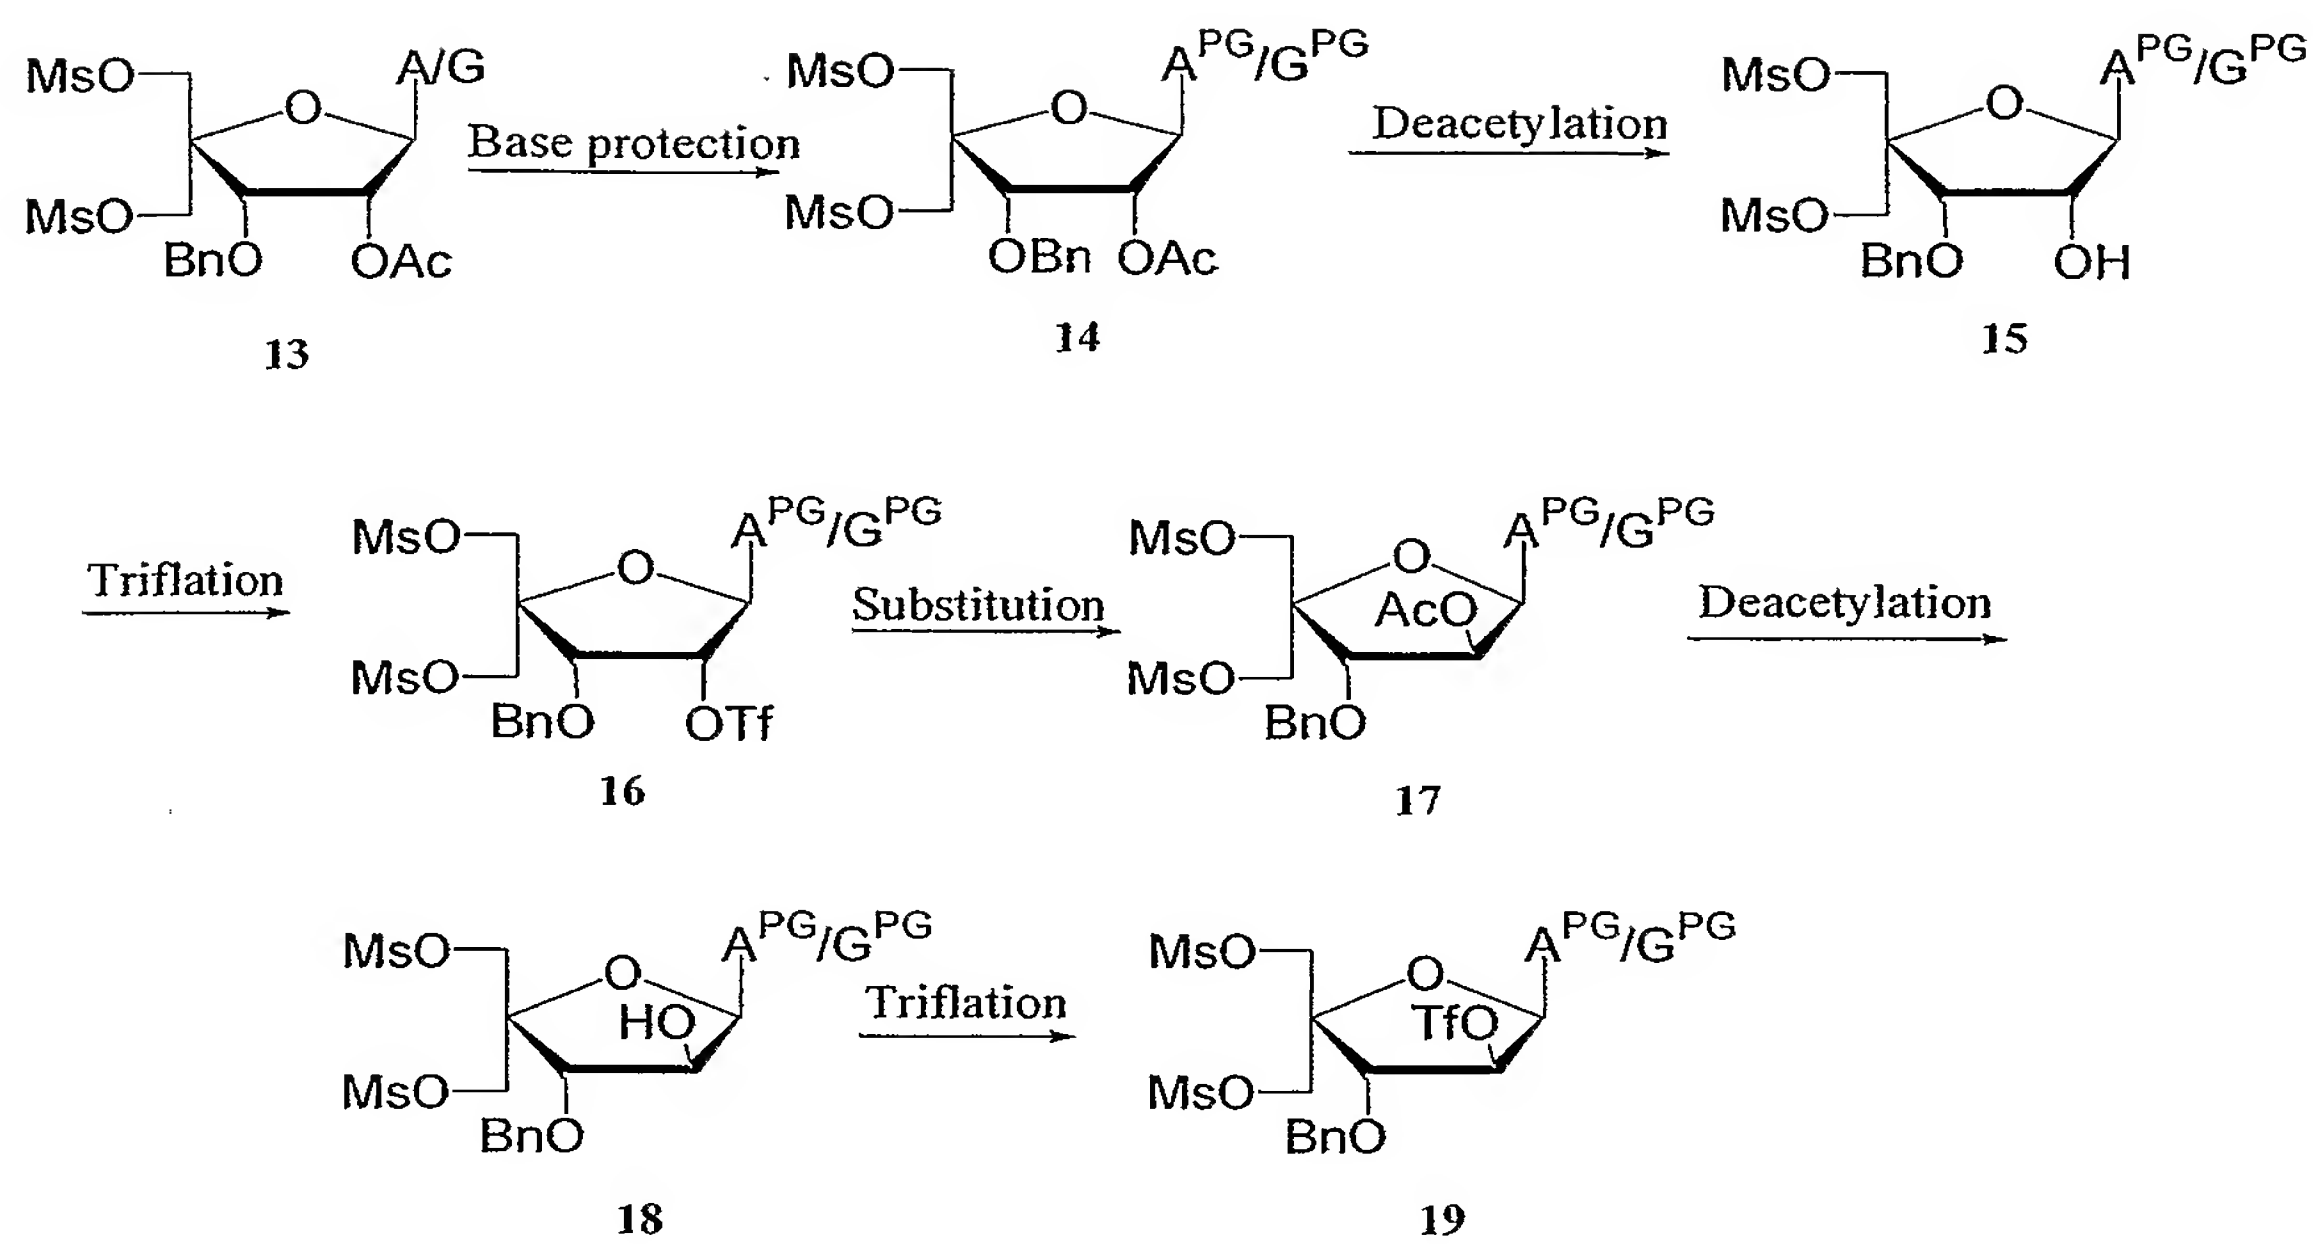 MsO O A/G
MsO
BnO OAc
13
Base protection
MsO O A^PG/G^PG
MsO
OBn OAc
14
Deacetylation
MsO O A^PG/G^PG
MsO
BnO OH
15
Triflation
MsO O A^PG/G^PG
MsO
BnO OTf
16
Substitution
MsO O A^PG/G^PG
AcO
MsO
BnO
17
Deacetylation
MsO O A^PG/G^PG
HO
MsO
BnO
18
Triflation
MsO O A^PG/G^PG
TfO
MsO
BnO
19